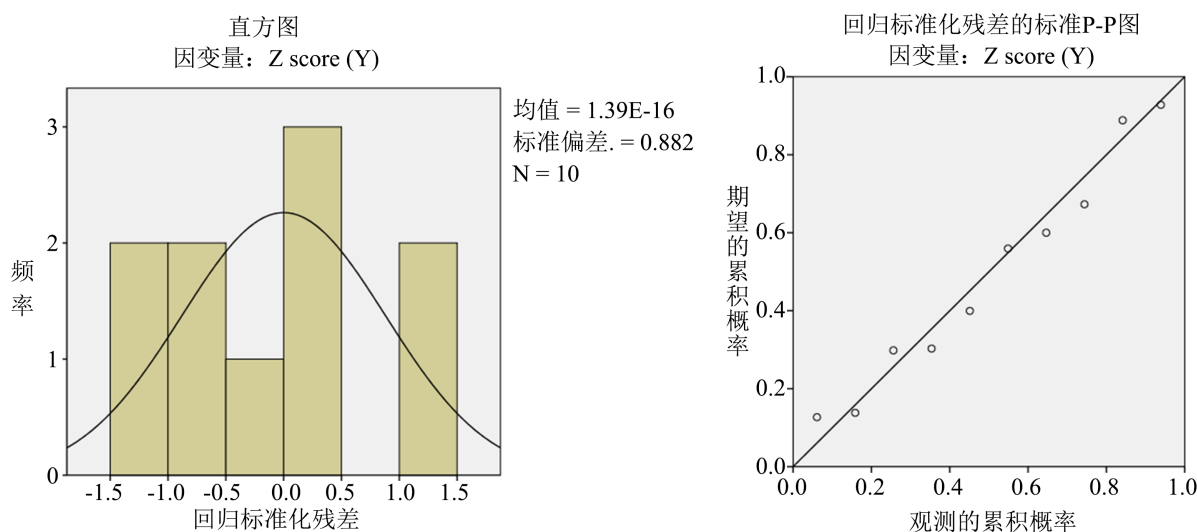 直方图
因变量：Z score (Y)
均值 = 1.39E-16
标准偏差. = 0.882
N = 10
频率
3
2
1
0
-1.5 -1.0 -0.5 0.0 0.5 1.0 1.5
回归标准化残差
回归标准化残差的标准P-P图
因变量：Z score (Y)
期望的累积概率
1.0
0.8
0.6
0.4
0.2
0.0
0.0 0.2 0.4 0.6 0.8 1.0
观测的累积概率